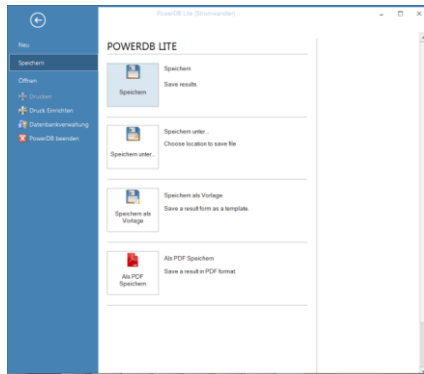 PowerDB Lite (Stromwandler)
Neu
Speichern
Öffnen
Drucken
Druck Einrichten
Datenbankverwaltung
PowerDB beenden
POWERDB LITE
Speichern
Speichern
Save results.
Speichern unter...
Speichern unter...
Choose location to save file
Speichern als
Vorlage
Speichern als Vorlage
Save a result form as a template.
Als PDF
Speichern
Als PDF Speichern
Save a result in PDF format.